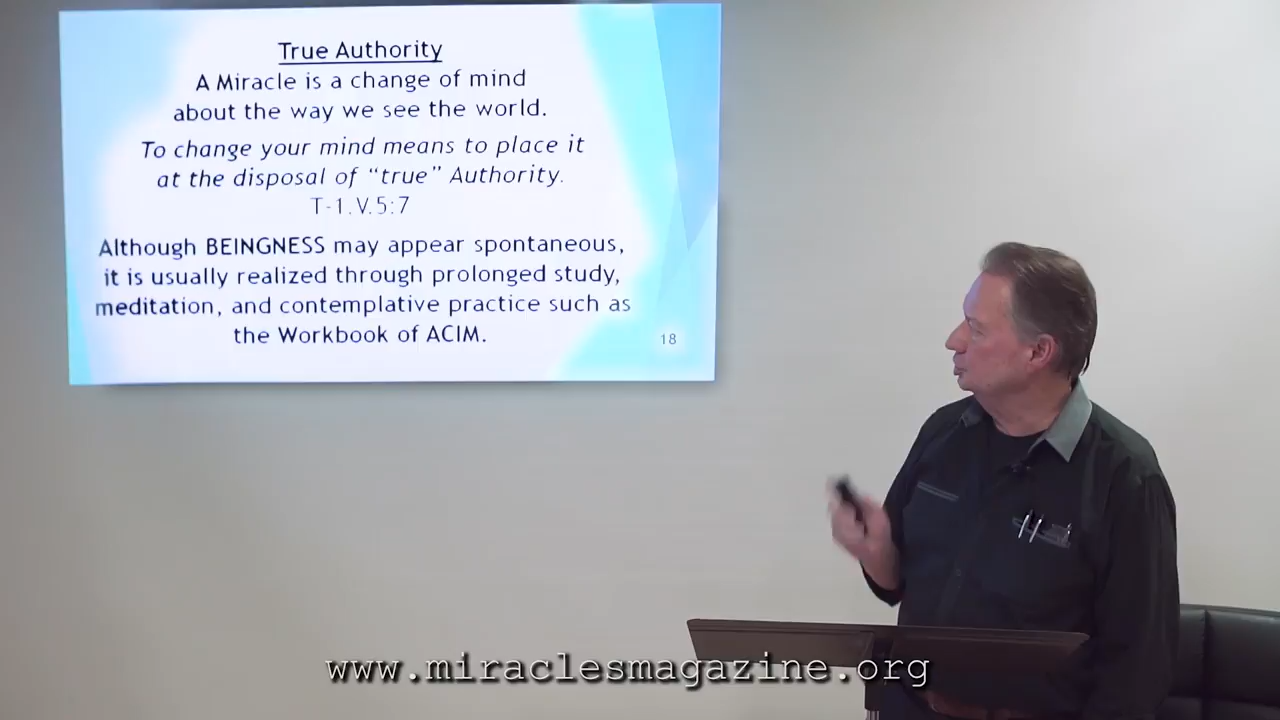 True Authority
A Miracle is a change of mind
about the way we see the world.
To change your mind means to place it
at the disposal of “true” Authority.
T-1.V.5:7
Although BEINGNESS may appear spontaneous,
it is usually realized through prolonged study,
meditation, and contemplative practice such as
the Workbook of ACIM.
18
www.miraclesmagazine.org